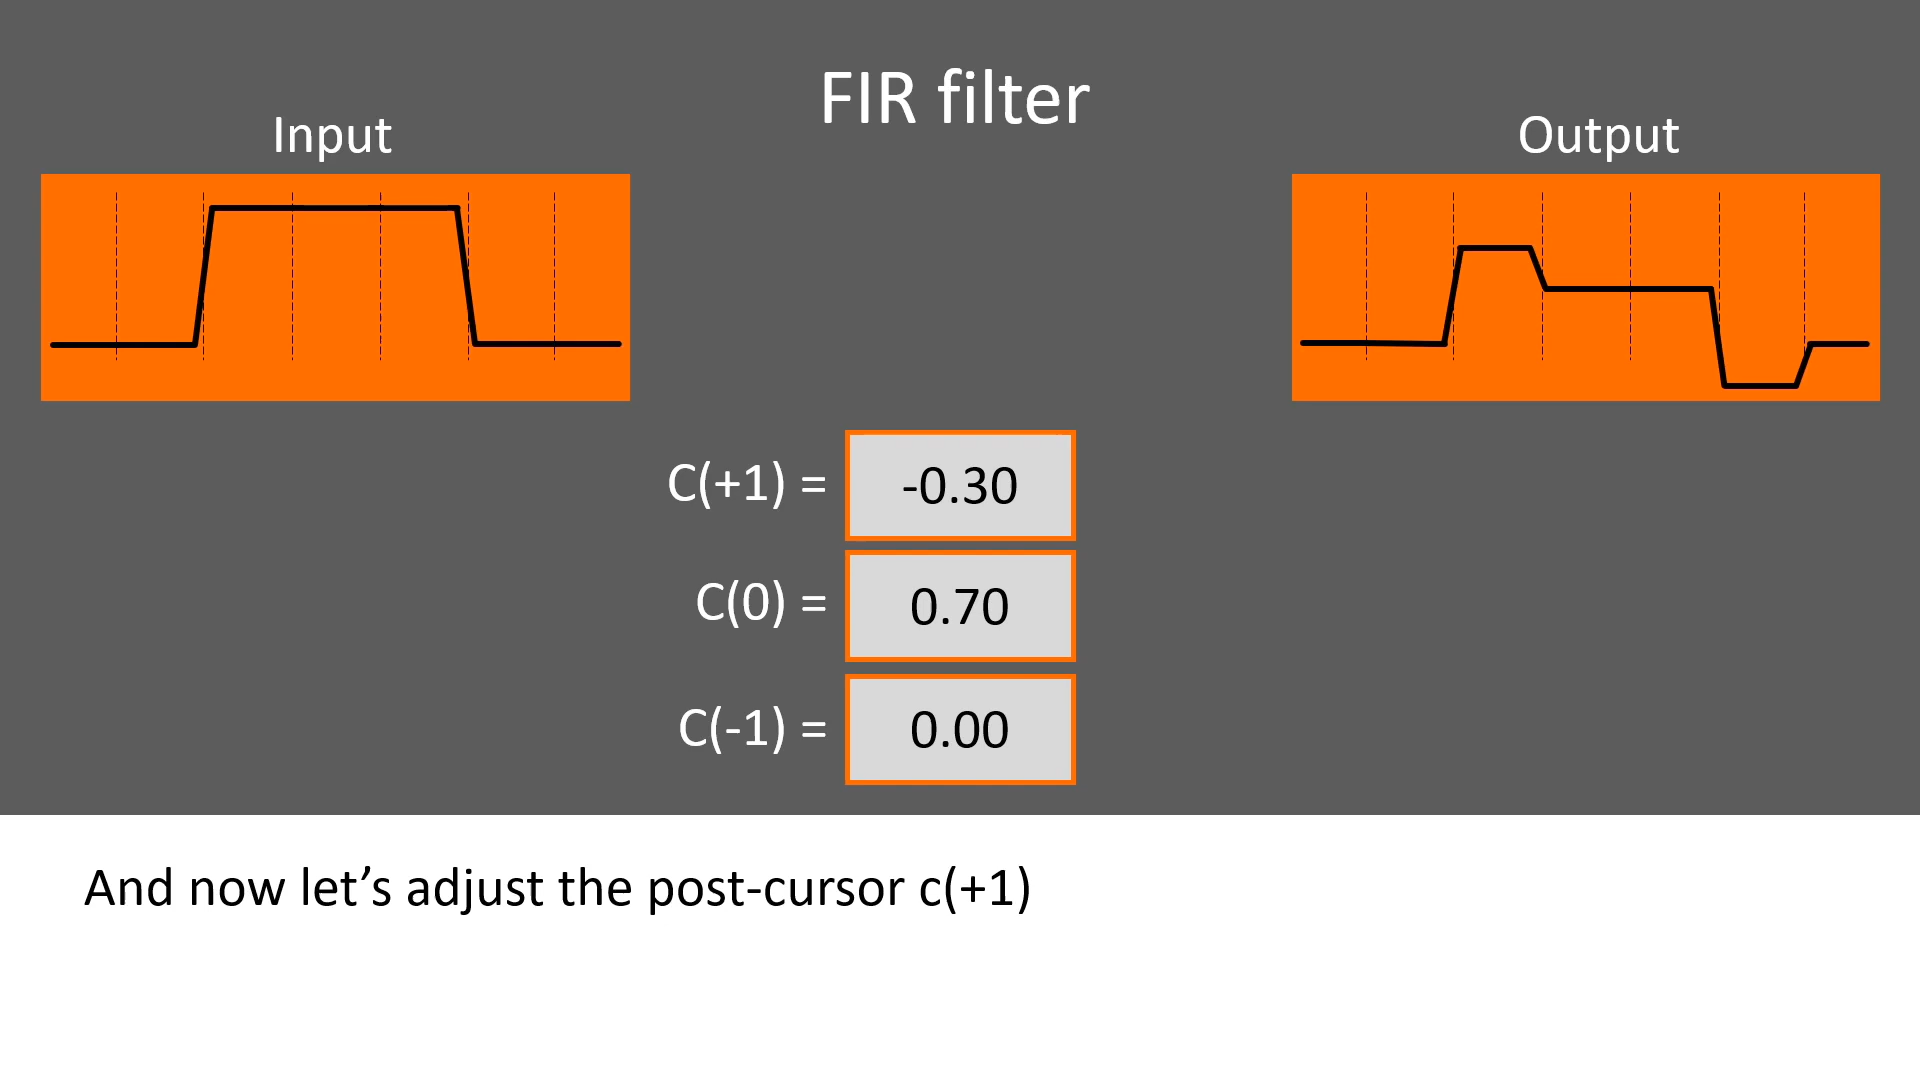 FIR filter
Input
Output
C(+1) = -0.30
C(0) = 0.70
C(-1) = 0.00
And now let’s adjust the post-cursor c(+1)